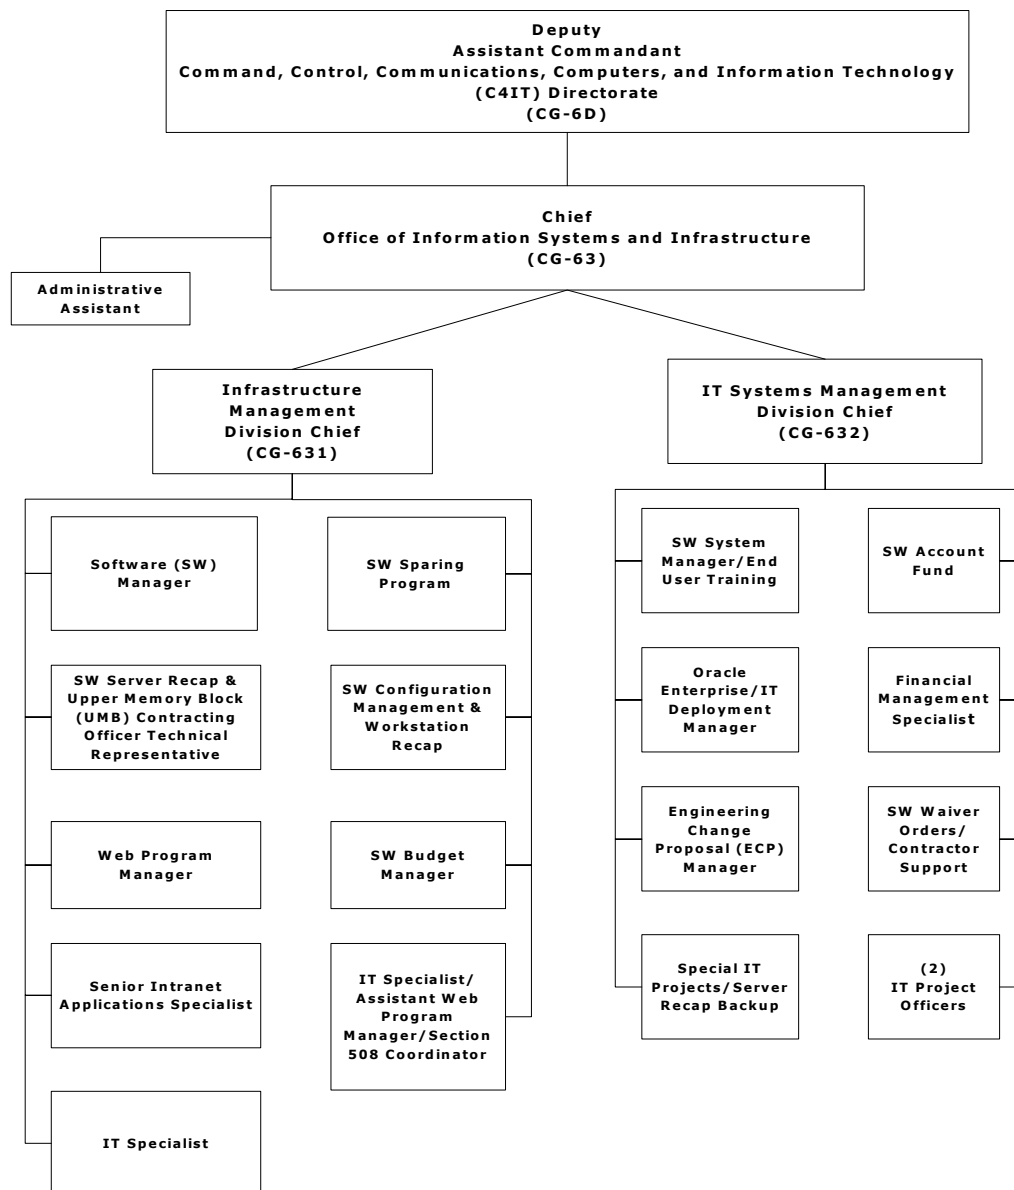 Deputy
Assistant Commandant
Command, Control, Communications, Computers, and Information Technology
(C4IT) Directorate
(CG-6D)
Chief
Office of Information Systems and Infrastructure
(CG-63)
Administrative
Assistant
Infrastructure
Management
Division Chief
(CG-631)
IT Systems Management
Division Chief
(CG-632)
Software (SW)
Manager
SW Sparing
Program
SW System
Manager/End
User Training
SW Account
Fund
SW Server Recap &
Upper Memory Block
(UMB) Contracting
Officer Technical
Representative
SW Configuration
Management &
Workstation
Recap
Oracle
Enterprise/IT
Deployment
Manager
Financial
Management
Specialist
Web Program
Manager
SW Budget
Manager
Engineering
Change
Proposal (ECP)
Manager
SW Waiver
Orders/
Contractor
Support
Senior Intranet
Applications Specialist
IT Specialist/
Assistant Web
Program
Manager/Section
508 Coordinator
Special IT
Projects/Server
Recap Backup
(2)
IT Project
Officers
IT Specialist